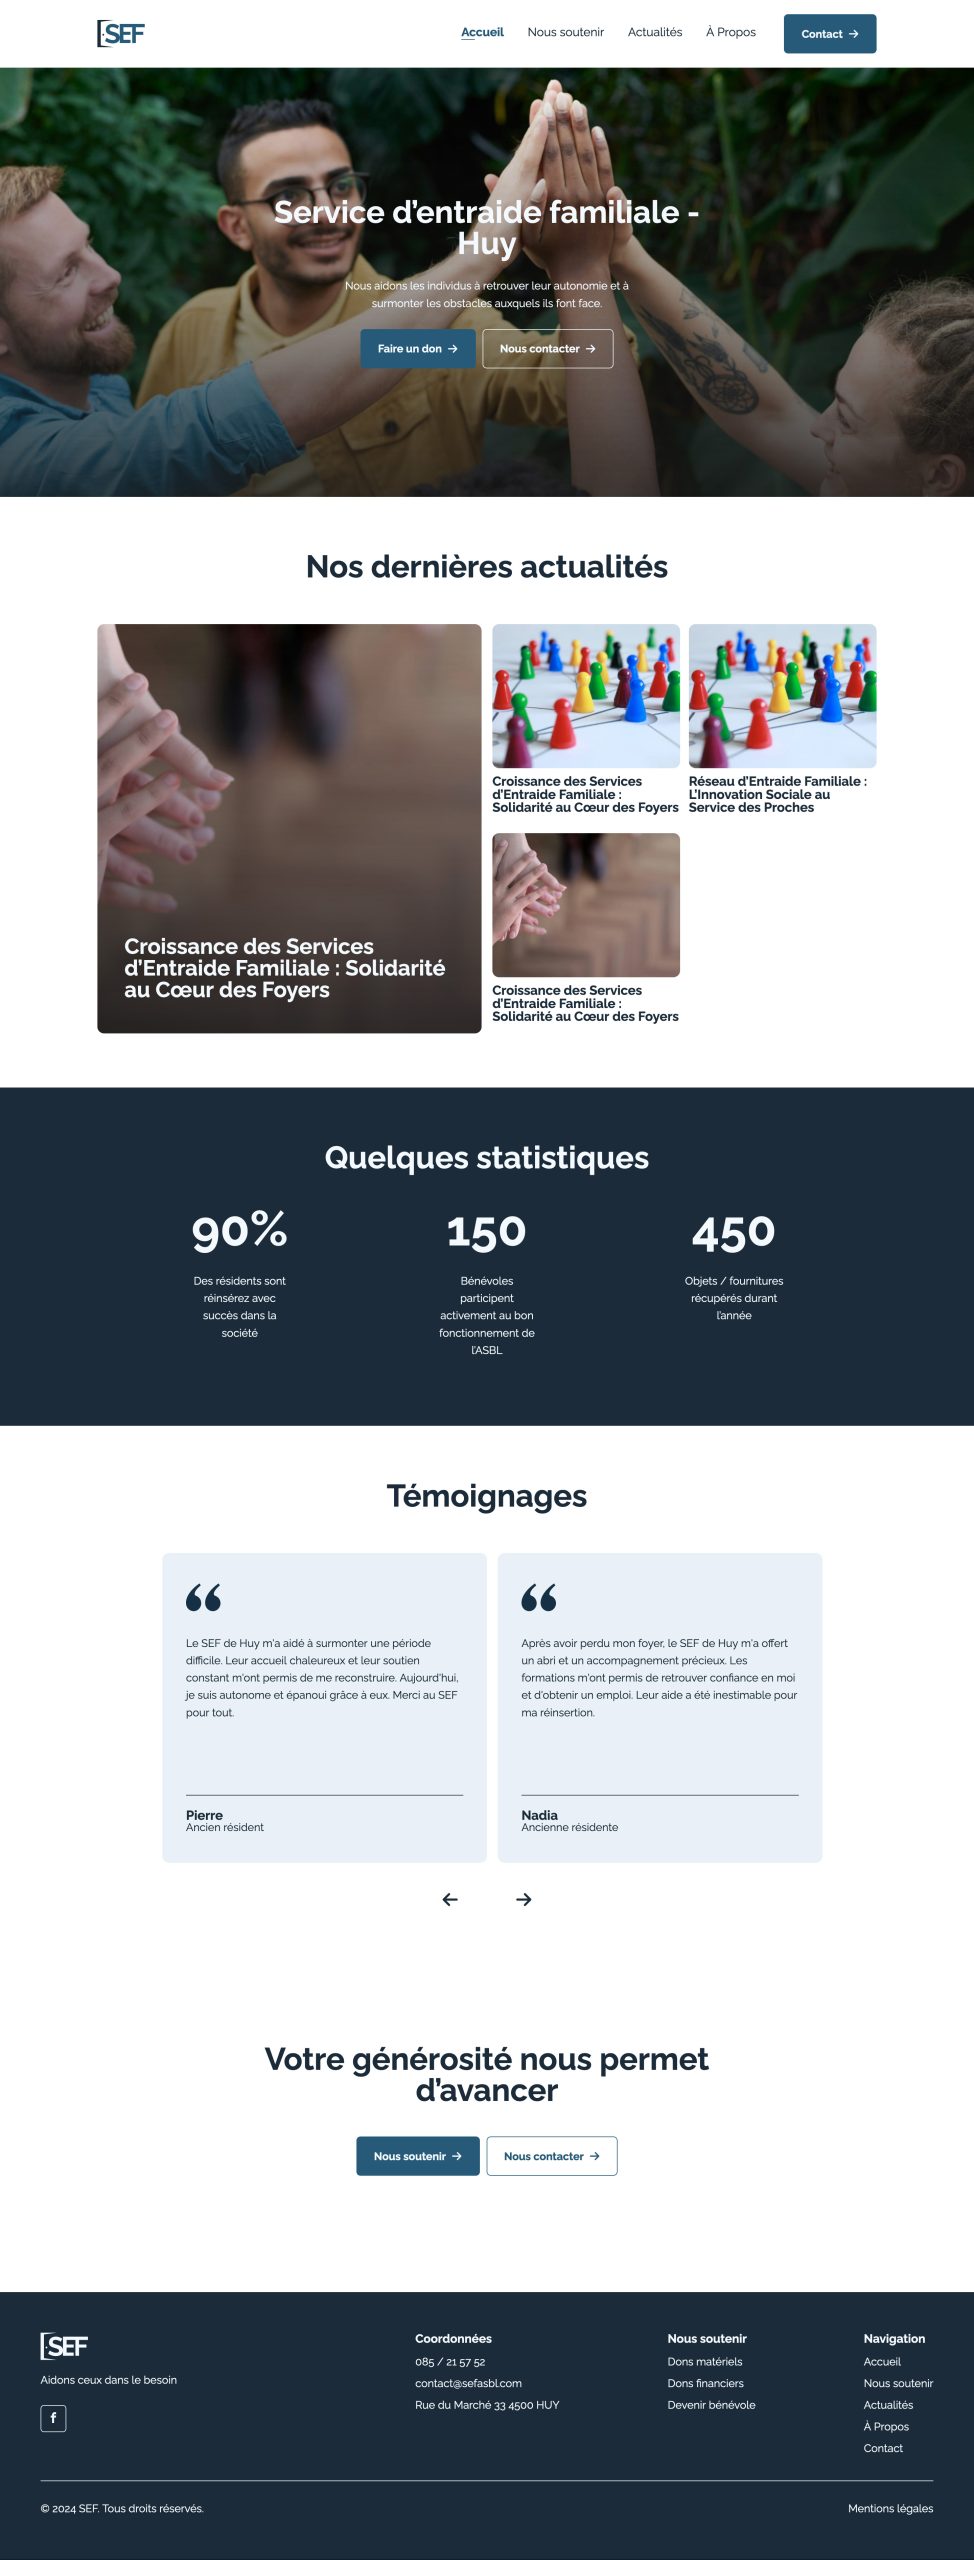 SEF
Accueil
Nous soutenir
Actualités
À Propos
Contact →
Service d’entraide familiale -
Huy
Nous aidons les individus à retrouver leur autonomie et à
surmonter les obstacles auxquels ils font face.
Faire un don →
Nous contacter →
Nos dernières actualités
Croissance des Services
d’Entraide Familiale : Solidarité
au Cœur des Foyers
Croissance des Services
d’Entraide Familiale :
Solidarité au Cœur des Foyers
Réseau d’Entraide Familiale :
L’Innovation Sociale au
Service des Proches
Croissance des Services
d’Entraide Familiale :
Solidarité au Cœur des Foyers
Quelques statistiques
90%
Des résidents sont
réinsérez avec
succès dans la
société
150
Bénévoles
participent
activement au bon
fonctionnement de
l’ASBL
450
Objets / fournitures
récupérés durant
l’année
Témoignages
“
Le SEF de Huy m'a aidé à surmonter une période
difficile. Leur accueil chaleureux et leur soutien
constant m'ont permis de me reconstruire. Aujourd'hui,
je suis autonome et épanoui grâce à eux. Merci au SEF
pour tout.
Pierre
Ancien résident
“
Après avoir perdu mon foyer, le SEF de Huy m'a offert
un abri et un accompagnement précieux. Les
formations m'ont permis de retrouver confiance en moi
et d'obtenir un emploi. Leur aide a été inestimable pour
ma réinsertion.
Nadia
Ancienne résidente
← →
Votre générosité nous permet
d’avancer
Nous soutenir →
Nous contacter →
SEF
Aidons ceux dans le besoin
f
Coordonnées
085 / 21 57 52
contact@sefasbl.com
Rue du Marché 33 4500 HUY
Nous soutenir
Dons matériels
Dons financiers
Devenir bénévole
Navigation
Accueil
Nous soutenir
Actualités
À Propos
Contact
© 2024 SEF. Tous droits réservés.
Mentions légales